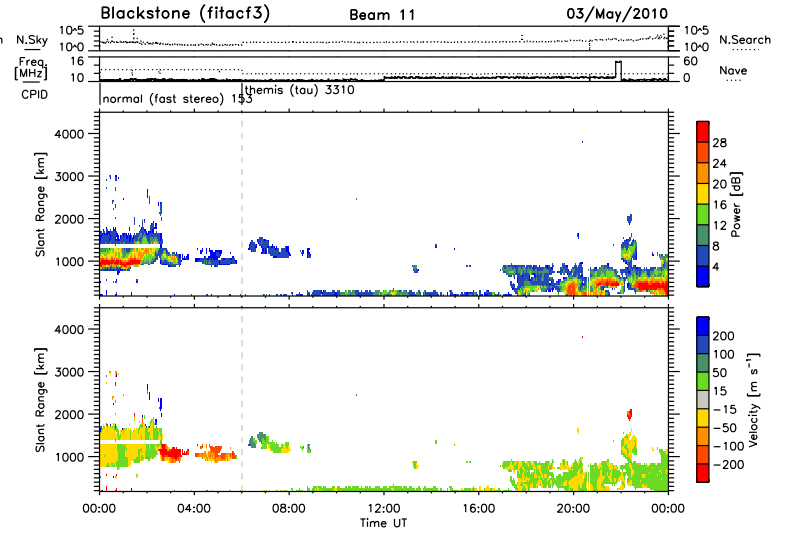 Blackstone (fitacf3) Beam 11 03/May/2010
n N.Sky 10^5 10^5 N.Search
10^0 10^0
Freq. 16 60
[MHz] 10 0 Nave
CPID normal (fast stereo) 153 themis (tau) 3310
Slant Range [km]
4000
3000
2000
1000
28
24
20
16
12
8
4
Power [dB]
Slant Range [km]
4000
3000
2000
1000
200
100
50
15
-15
-50
-100
-200
Velocity [m s⁻¹]
00:00 04:00 08:00 12:00 16:00 20:00 00:00
Time UT